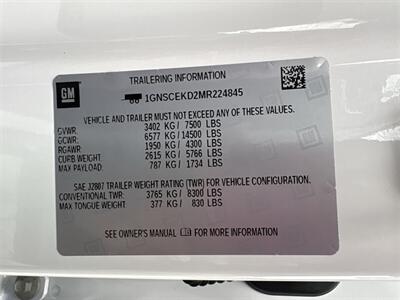 GM
TRAILERING INFORMATION
1GNSCEKD2MR224845
VEHICLE AND TRAILER MUST NOT EXCEED ANY OF THESE WEIGHTS
GVWR: 3402 KG / 7500 LBS
GCWR: 6577 KG / 14500 LBS
RGAWR: 1950 KG / 4300 LBS
CURB WEIGHT 2615 KG / 5766 LBS
MAX PAYLOAD: 787 KG / 1734 LBS
SAE J2807 TRAILER WEIGHT RATING (TWR) FOR VEHICLE CONFIGURATION.
CONVENTIONAL TWR: 3765 KG / 8300 LBS
MAX TONGUE WEIGHT 377 KG / 830 LBS
SEE OWNER'S MANUAL FOR MORE INFORMATION